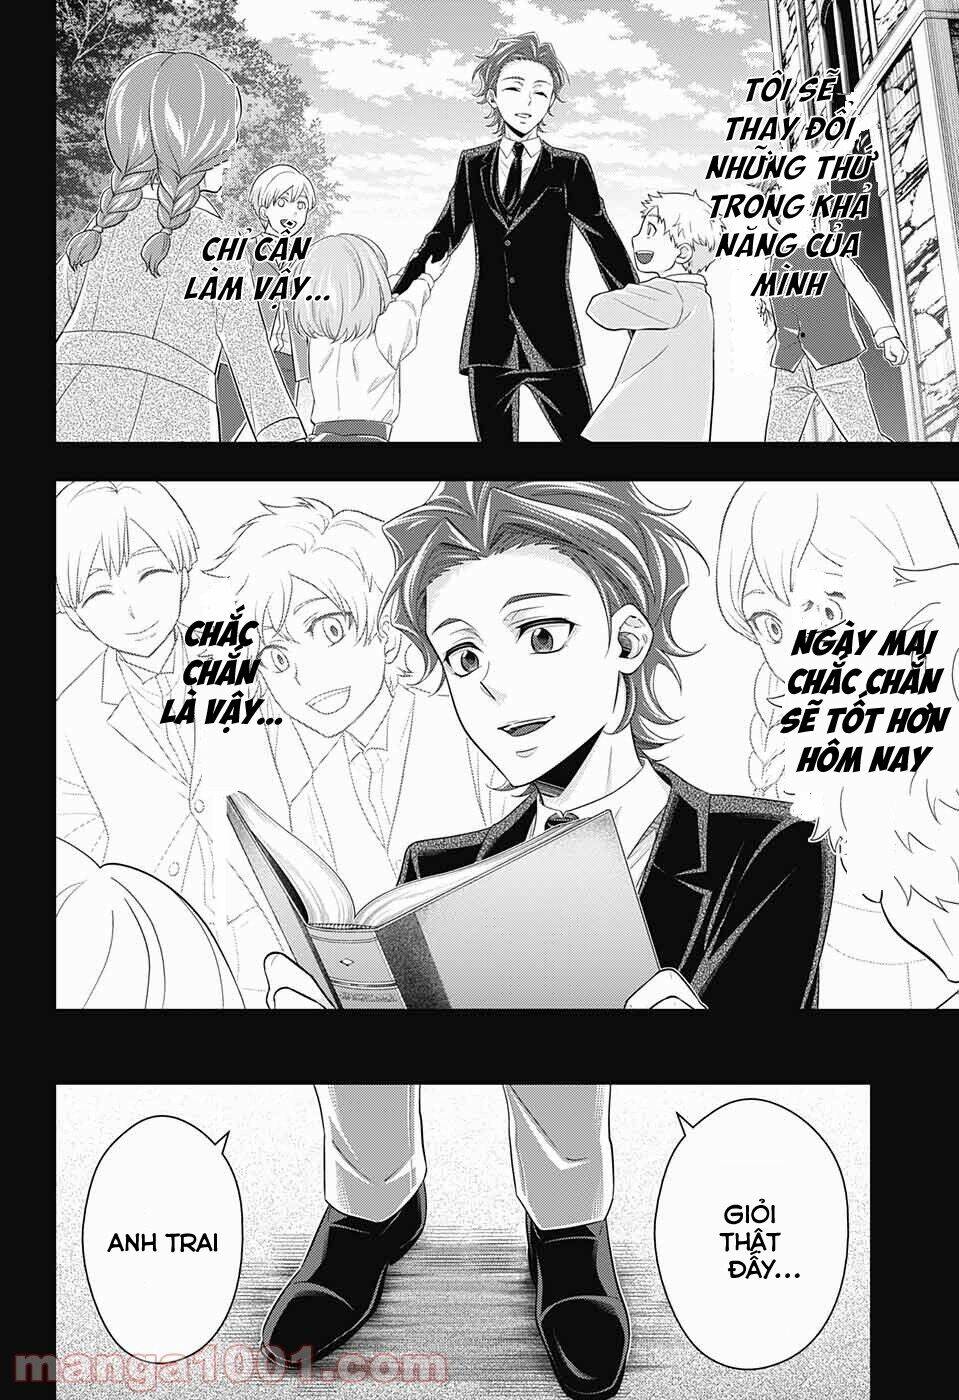 TÔI SẼ
THAY ĐỔI
NHỮNG THỨ
TRONG KHẢ
NĂNG CỦA
MÌNH
CHỈ CẦN
LÀM VẬY...
NGÀY MAI
CHẮC CHẮN
SẼ TỐT HƠN
HÔM NAY
CHẮC
CHẮN
LÀ VẬY...
GIỎI
THẬT
ĐẤY...
ANH TRAI
manga1001.com